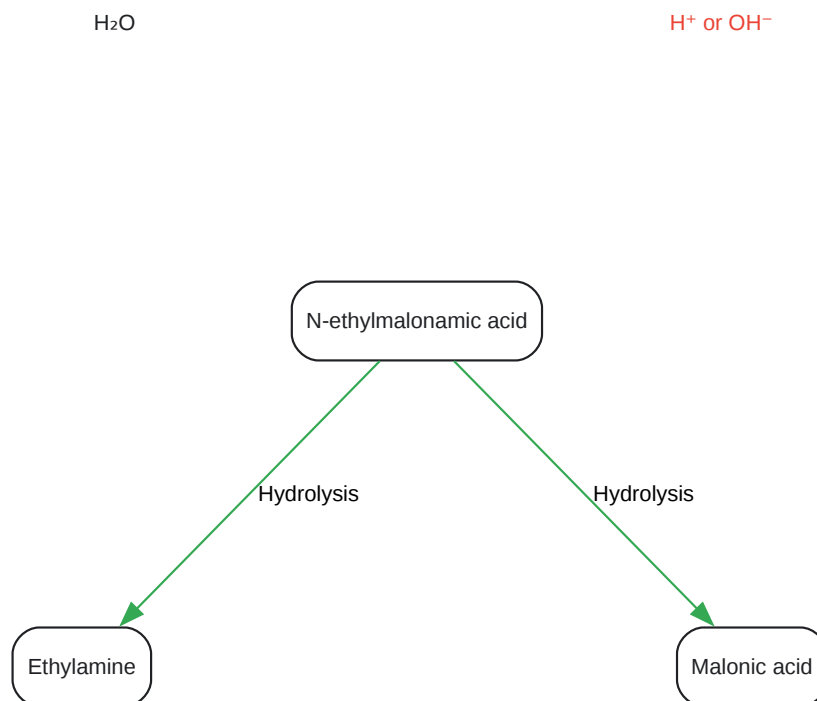 H₂O
H⁺ or OH⁻
N-ethylmalonamic acid
Hydrolysis
Hydrolysis
Ethylamine
Malonic acid